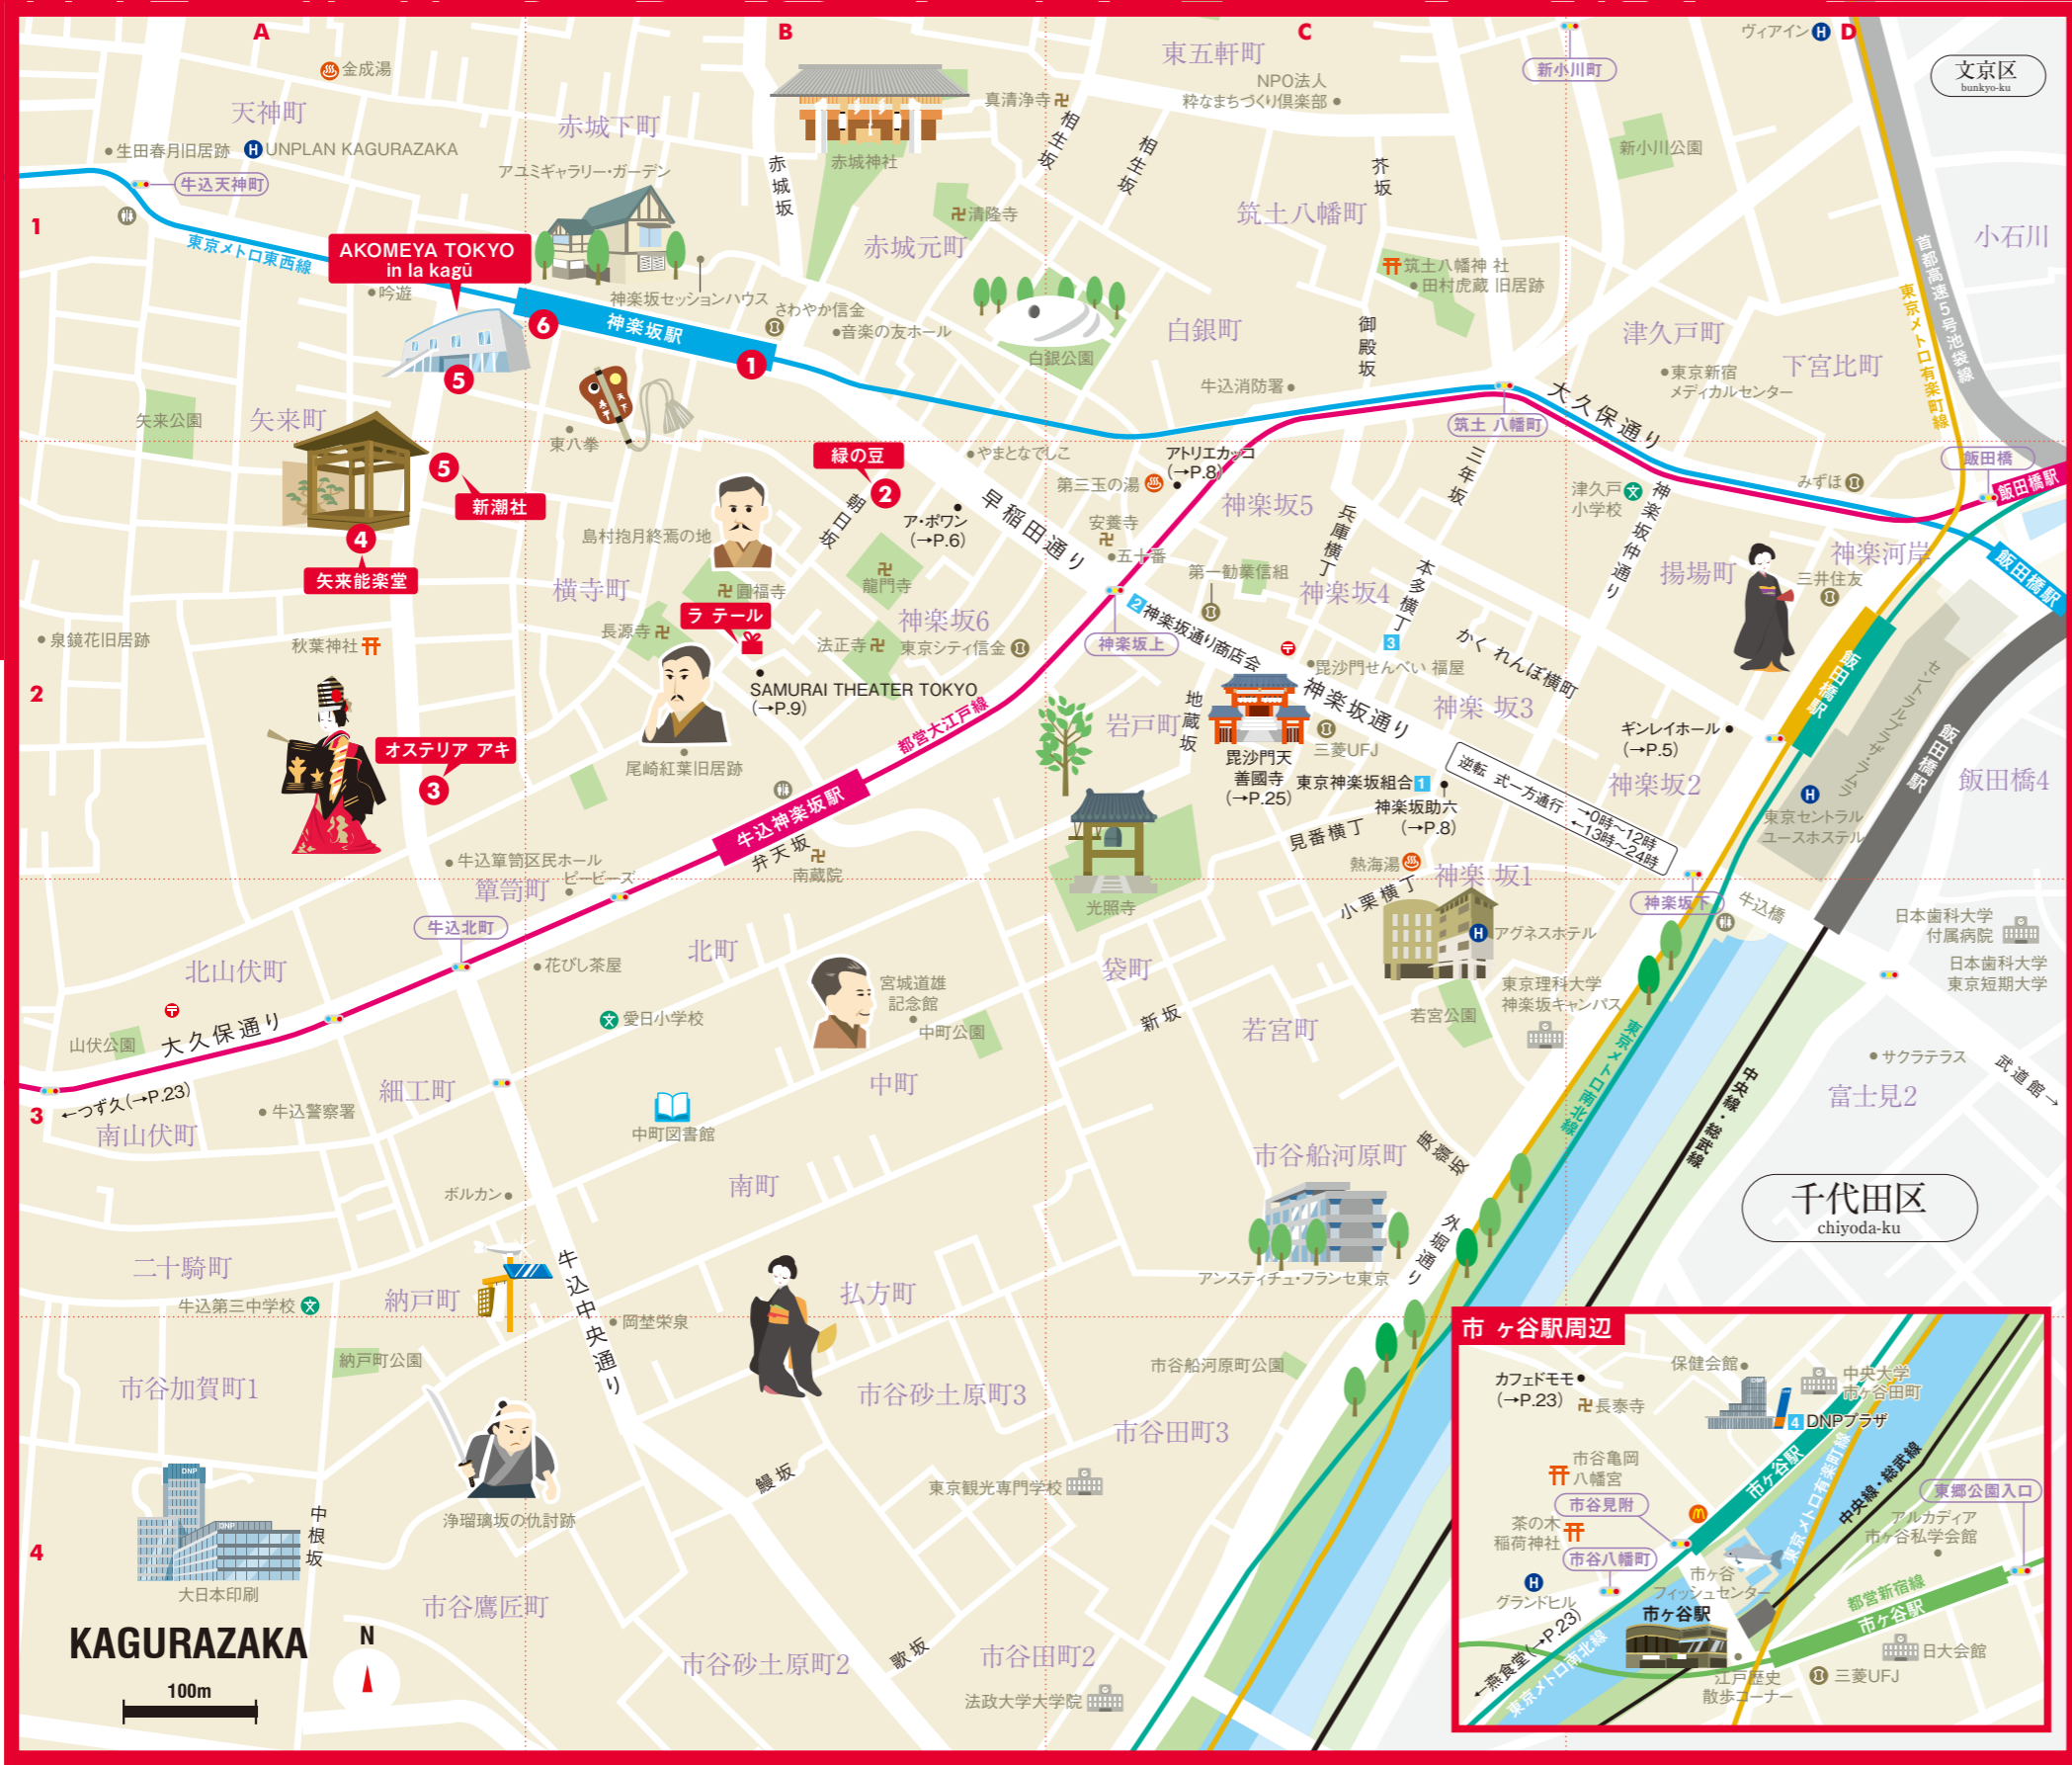 A
B
C
D
1
2
3
4
金成湯
天神町
生田春月旧居跡
UNPLAN KAGURAZAKA
牛込天神町
東京メトロ東西線
AKOMEYA TOKYO
in la kagū
吟遊
5
6
神楽坂駅
1
矢来公園
矢来町
5
新潮社
4
矢来能楽堂
泉鏡花旧居跡
秋葉神社
オステリア アキ
3
赤城下町
アユミギャラリー・ガーデン
神楽坂セッションハウス
赤城坂
赤城神社
真清浄寺
相生坂
相生坂
清隆寺
赤城元町
さわやか信金
音楽の友ホール
白銀公園
東八拳
緑の豆
2
朝日坂
ア・ポワン
(→P.6)
早稲田通り
やまとなでしこ
島村抱月終焉の地
横寺町
圓福寺
龍門寺
長源寺
ラ テール
法正寺
神楽坂6
東京シティ信金
SAMURAI THEATER TOKYO
(→P.9)
尾崎紅葉旧居跡
都営大江戸線
牛込神楽坂駅
弁天坂
南蔵院
牛込簞笥区民ホール
ビービーズ
簞笥町
東五軒町
NPO法人
粋なまちづくり倶楽部
新小川町
ヴィアイン
文京区
bunkyo-ku
新小川公園
芥坂
筑土八幡町
筑土八幡神 社
田村虎蔵 旧居跡
白銀町
御殿坂
牛込消防署
筑土 八幡町
大久保通り
津久戸町
東京新宿
メディカルセンター
下宮比町
小石川
首都高速5号池袋線
東京メトロ有楽町線
飯田橋
飯田橋駅
飯田橋駅
みずほ
アトリエカッコ
(→P.8)
第三玉の湯
神楽坂5
三年坂
津久戸
小学校
神楽坂仲通り
安養寺
五十番
第一勧業信組
兵庫横丁
神楽坂4
本多横丁
3
揚場町
神楽河岸
三井住友
神楽坂上
2
神楽坂通り商店会
毘沙門せんべい 福屋
かくれんぼ横町
岩戸町
地蔵坂
神楽坂通り
神楽 坂3
三菱UFJ
毘沙門天
善國寺
(→P.25)
東京神楽坂組合
1
神楽坂助六
(→P.8)
見番横丁
逆転 式一方通行 →0時〜12時
←13時〜24時
ギンレイホール
(→P.5)
神楽坂2
飯田橋駅
セントラルプラザ・ラムラ
飯田橋駅
飯田橋4
東京セントラル
ユースホステル
熱海湯
神楽 坂1
小栗横丁
神楽坂下
牛込橋
光照寺
アグネスホテル
東京理科大学
神楽坂キャンパス
若宮公園
日本歯科大学
付属病院
日本歯科大学
東京短期大学
牛込北町
北山伏町
山伏公園
大久保通り
←つず久(→P.23)
南山伏町
牛込警察署
細工町
花びし茶屋
北町
愛日小学校
宮城道雄
記念館
中町公園
中町
中町図書館
南町
袋町
新坂
若宮町
市谷船河原町
庾嶺坂
外堀通り
東京メトロ南北線
中央線・総武線
サクラテラス
武道館→
富士見2
千代田区
chiyoda-ku
アンスティチュ・フランセ東京
ボルカン
二十騎町
牛込第三中学校
納戸町
牛込中央通り
払方町
岡埜栄泉
納戸町公園
市谷加賀町1
市谷砂土原町3
市谷船河原町公園
市谷田町3
東京観光専門学校
鰻坂
浄瑠璃坂の仇討跡
DNP
DNP
大日本印刷
中根坂
市谷鷹匠町
市谷砂土原町2
歌坂
市谷田町2
法政大学大学院
KAGURAZAKA
N
100m
市 ヶ谷駅周辺
カフェドモモ
(→P.23)
長泰寺
保健会館
中央大学
市ヶ谷田町
DNP
4
DNPプラザ
市谷亀岡
八幡宮
市谷見附
茶の木
稲荷神社
市谷八幡町
グランドヒル
市ヶ谷駅
東京メトロ有楽町線
中央線・総武線
東郷公園入口
アルカディア
市ヶ谷私学会館
市ヶ谷
フィッシュセンター
市ヶ谷駅
都営新宿線
市ヶ谷駅
日大会館
三菱UFJ
江戸歴史
散歩コーナー
←燕食堂(→P.23)
東京メトロ南北線